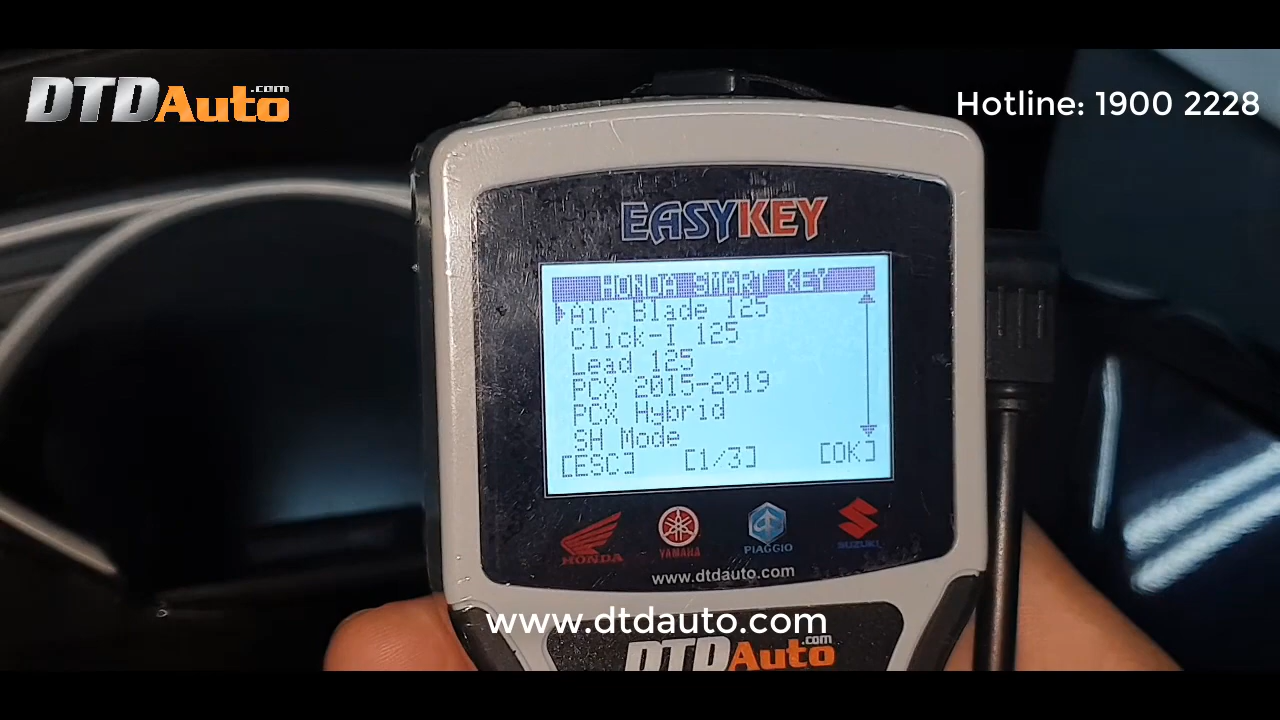 DTDAuto.com
Hotline: 1900 2228
EASYKEY
HONDA SMART KEY
Air Blade 125
Click-I 125
Lead 125
PCX 2015-2019
PCX Hybrid
SH Mode
[ESC] [1/3] [OK]
HONDA YAMAHA PIAGGIO SUZUKI
www.dtdauto.com
www.dtdauto.com
DTDAuto.com